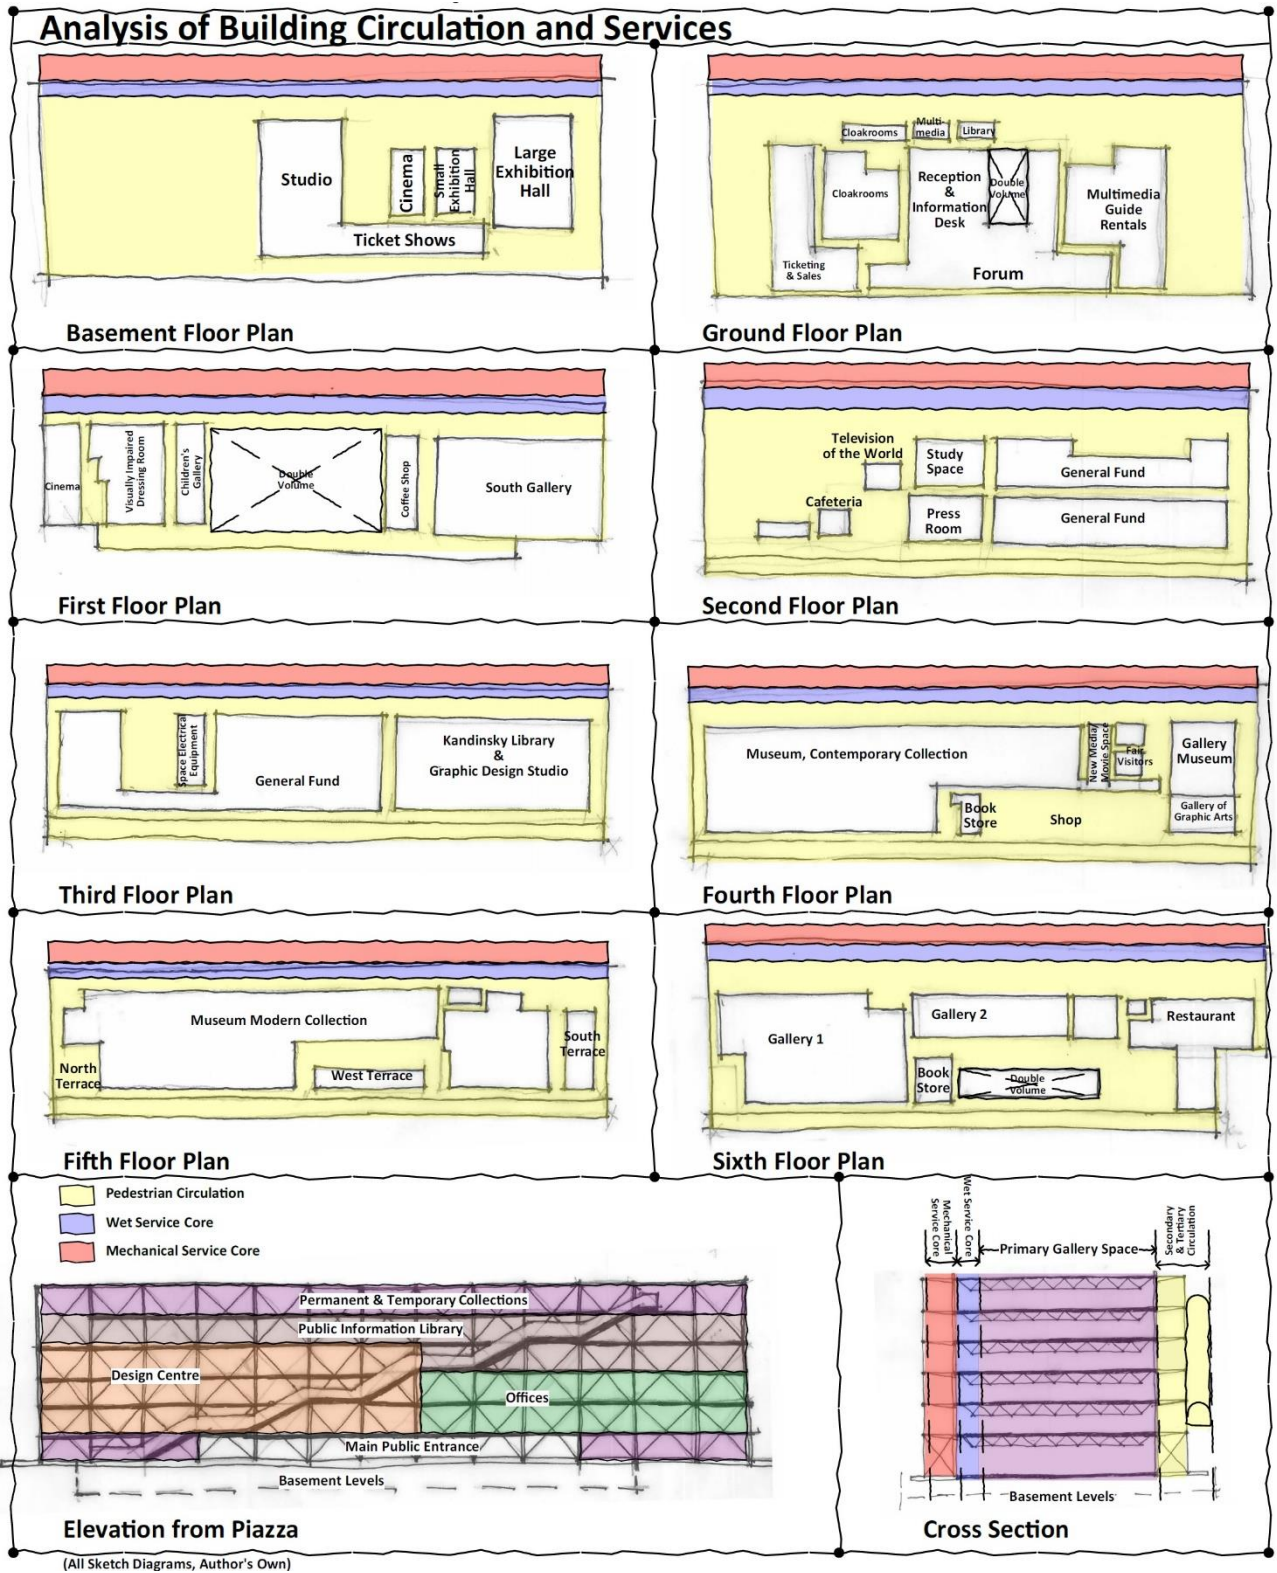 Analysis of Building Circulation and Services
Studio
Cinema
Small
Exhibition
Hall
Large
Exhibition
Hall
Ticket Shows
Basement Floor Plan
Cloakrooms
Multi-
media
Library
Cloakrooms
Reception
&
Information
Desk
Double
Volume
Multimedia
Guide
Rentals
Ticketing
& Sales
Forum
Ground Floor Plan
Cinema
Visually Impaired
Dressing Room
Children's
Gallery
Double
Volume
Coffee Shop
South Gallery
First Floor Plan
Television
of the World
Study
Space
General Fund
Cafeteria
Press
Room
General Fund
Second Floor Plan
Space Electrical
Equipment
General Fund
Kandinsky Library
&
Graphic Design Studio
Third Floor Plan
Museum, Contemporary Collection
New Media/
Movie Space
Fair
Visitors
Gallery
Museum
Book
Store
Shop
Gallery of
Graphic Arts
Fourth Floor Plan
Museum Modern Collection
North
Terrace
West Terrace
South
Terrace
Fifth Floor Plan
Gallery 1
Gallery 2
Restaurant
Book
Store
Double
Volume
Sixth Floor Plan
Pedestrian Circulation
Wet Service Core
Mechanical Service Core
Permanent & Temporary Collections
Public Information Library
Design Centre
Offices
Main Public Entrance
Basement Levels
Elevation from Piazza
(All Sketch Diagrams, Author's Own)
Mechanical
Service Core
Wet Service Core
Primary Gallery Space
Secondary
& Tertiary
Circulation
Basement Levels
Cross Section